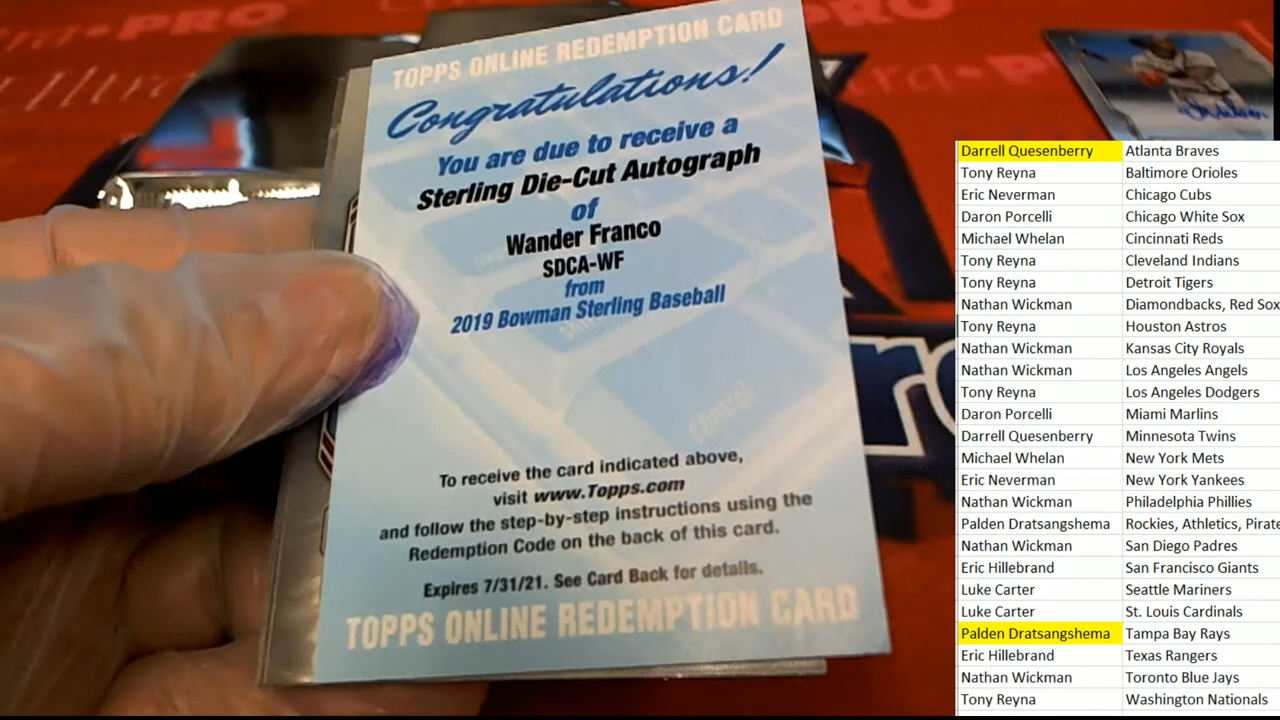 TOPPS ONLINE REDEMPTION CARD
Congratulations!
You are due to receive a
Sterling Die-Cut Autograph
of
Wander Franco
SDCA-WF
from
2019 Bowman Sterling Baseball
Control
To receive the card indicated above,
visit www.Topps.com
and follow the step-by-step instructions using the
Redemption Code on the back of this card.
Expires 7/31/21. See Card Back for details.
TOPPS ONLINE REDEMPTION CARD
Darrell Quesenberry Atlanta Braves
Tony Reyna Baltimore Orioles
Eric Neverman Chicago Cubs
Daron Porcelli Chicago White Sox
Michael Whelan Cincinnati Reds
Tony Reyna Cleveland Indians
Tony Reyna Detroit Tigers
Nathan Wickman Diamondbacks, Red Sox
Tony Reyna Houston Astros
Nathan Wickman Kansas City Royals
Nathan Wickman Los Angeles Angels
Tony Reyna Los Angeles Dodgers
Daron Porcelli Miami Marlins
Darrell Quesenberry Minnesota Twins
Michael Whelan New York Mets
Eric Neverman New York Yankees
Nathan Wickman Philadelphia Phillies
Palden Dratsangshema Rockies, Athletics, Pirate
Nathan Wickman San Diego Padres
Eric Hillebrand San Francisco Giants
Luke Carter Seattle Mariners
Luke Carter St. Louis Cardinals
Palden Dratsangshema Tampa Bay Rays
Eric Hillebrand Texas Rangers
Nathan Wickman Toronto Blue Jays
Tony Reyna Washington Nationals